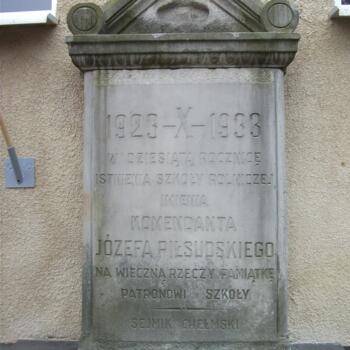 1923-X-1933
W DZIESIĄTĄ ROCZNICĘ
ISTNIENIA SZKOŁY ROLNICZEJ
IMIENIA
KOMENDANTA
JÓZEFA PIŁSUDSKIEGO
NA WIECZNĄ RZECZY PAMIĄTKĘ
PATRONOWI SZKOŁY
SEJMIK CHEŁMSKI